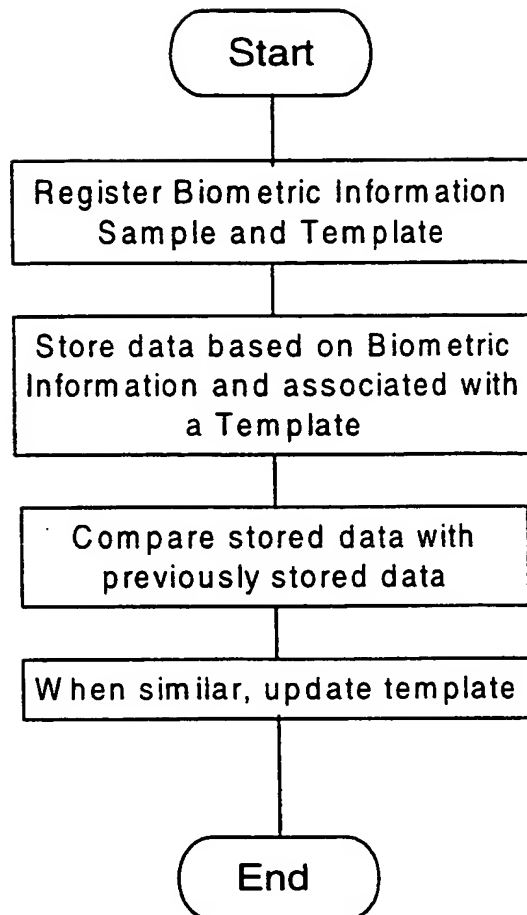 Start
Register Biometric Information
Sample and Template
Store data based on Biometric
Information and associated with
a Template
Compare stored data with
previously stored data
When similar, update template
End